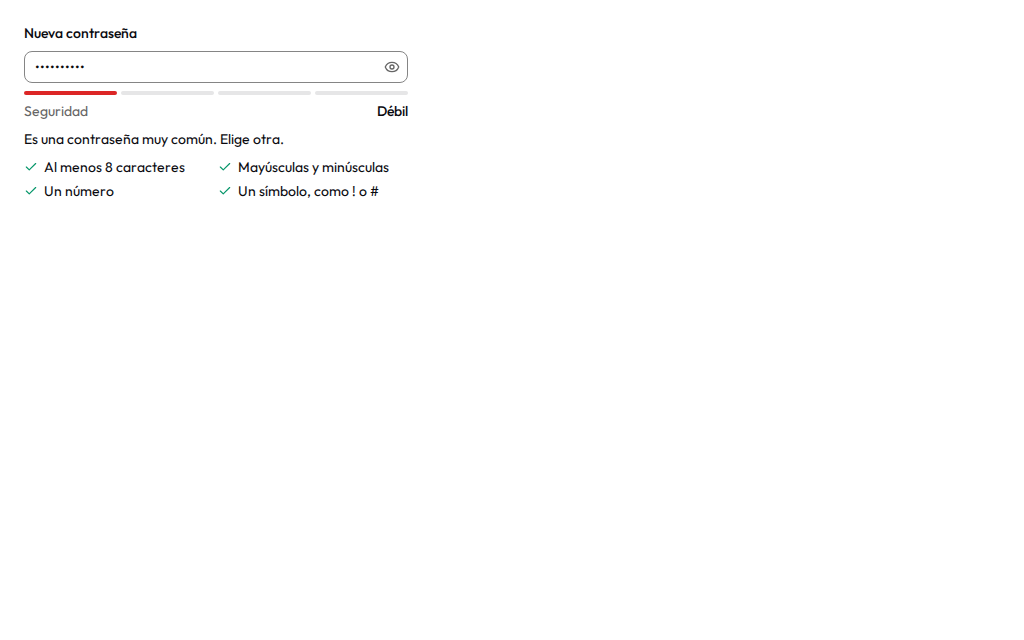 Nueva contraseña
••••••••••
Seguridad Débil
Es una contraseña muy común. Elige otra.
Al menos 8 caracteres Mayúsculas y minúsculas
Un número Un símbolo, como ! o #